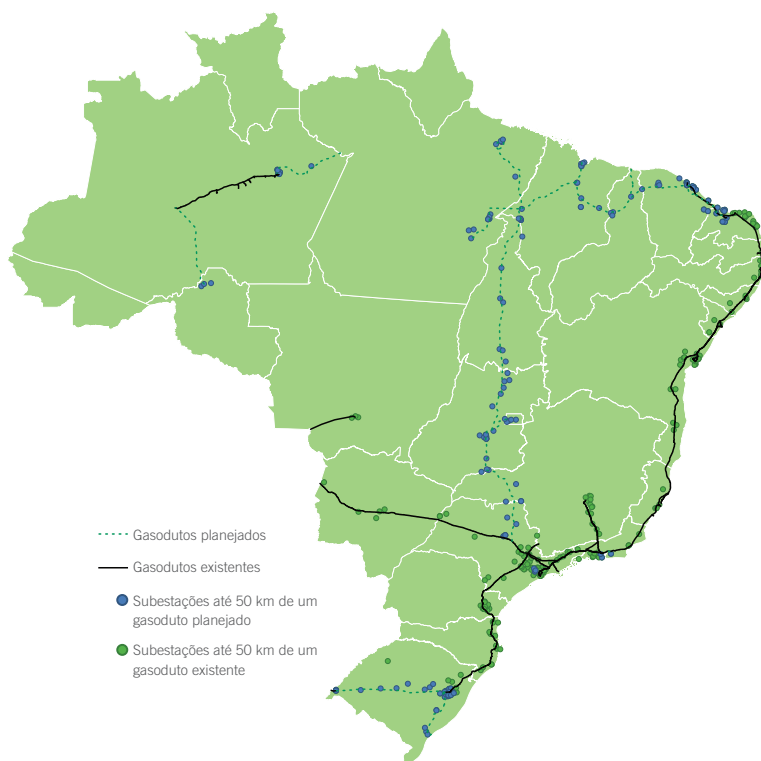 Gasodutos planejados
Gasodutos existentes
Subestações até 50 km de um
gasoduto planejado
Subestações até 50 km de um
gasoduto existente